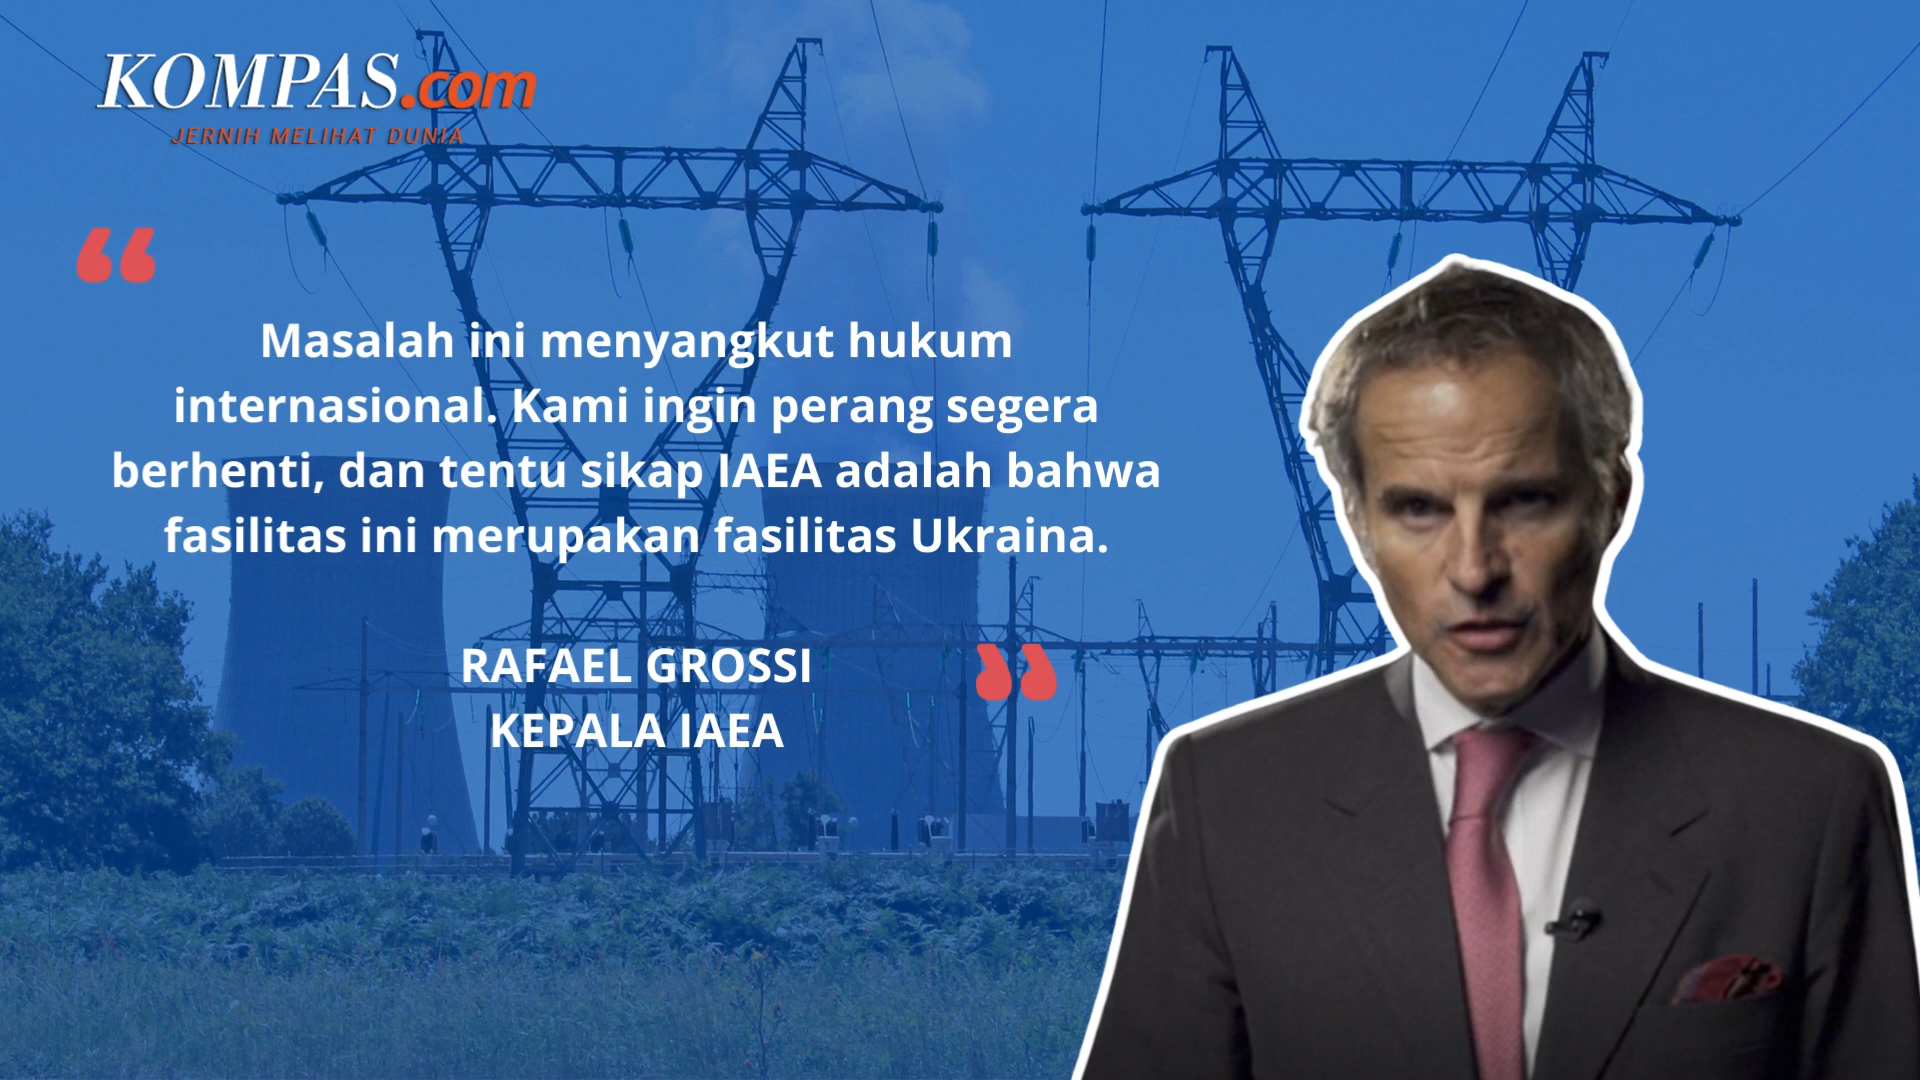 KOMPAS.com
JERNIH MELIHAT DUNIA
“
Masalah ini menyangkut hukum
internasional. Kami ingin perang segera
berhenti, dan tentu sikap IAEA adalah bahwa
fasilitas ini merupakan fasilitas Ukraina.
RAFAEL GROSSI ”
KEPALA IAEA